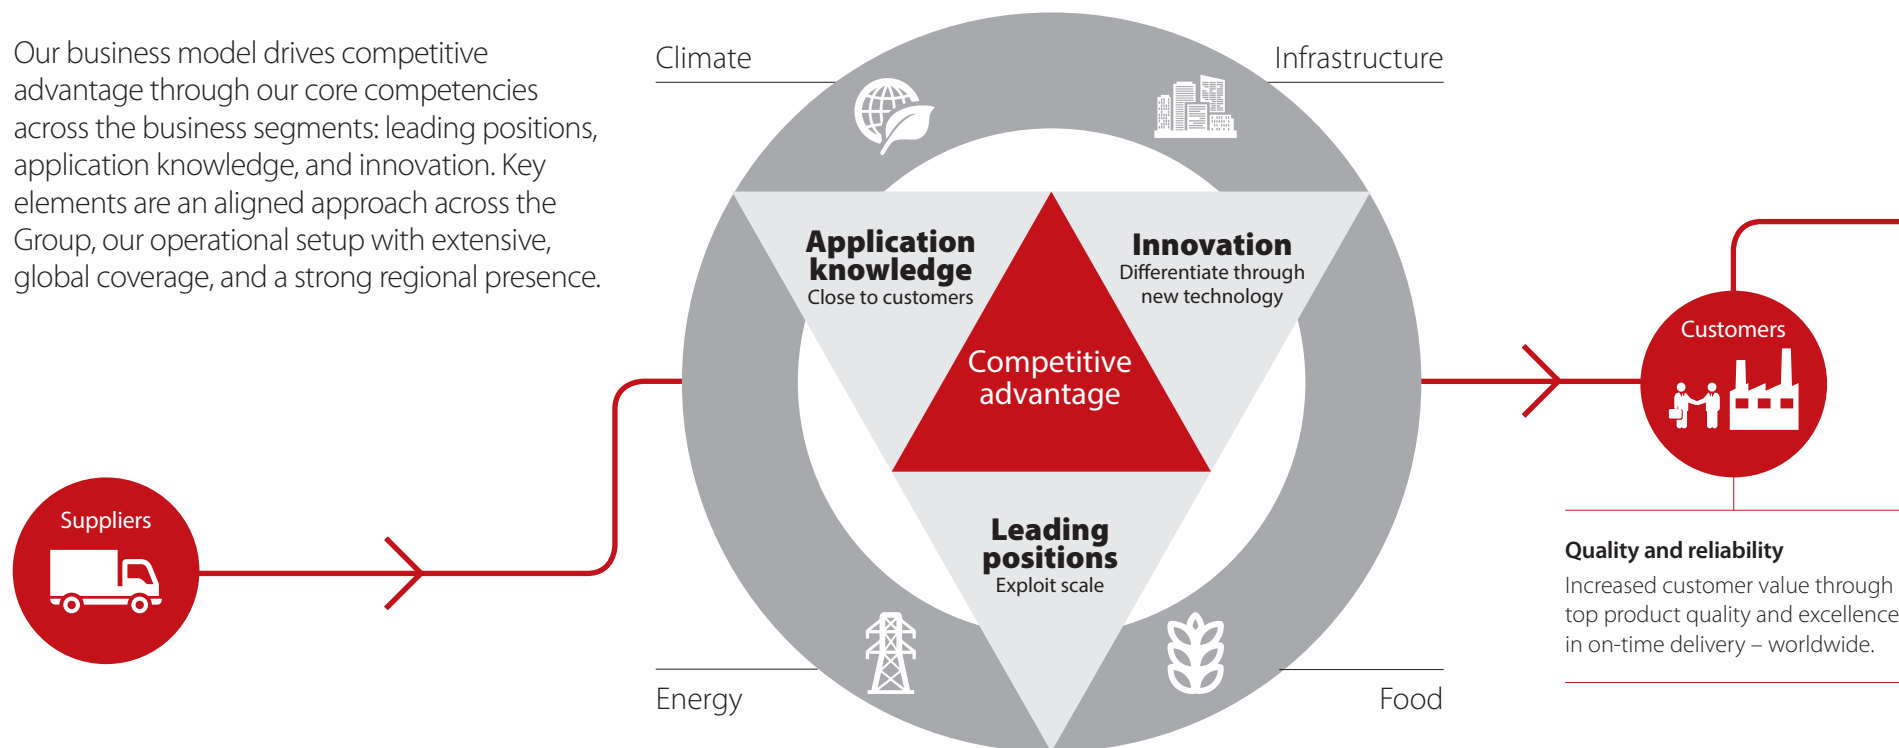 Our business model drives competitive
advantage through our core competencies
across the business segments: leading positions,
application knowledge, and innovation. Key
elements are an aligned approach across the
Group, our operational setup with extensive,
global coverage, and a strong regional presence.
Climate
Infrastructure
Application
knowledge
Close to customers
Innovation
Differentiate through
new technology
Competitive
advantage
Leading
positions
Exploit scale
Suppliers
Customers
Energy
Food
Quality and reliability
Increased customer value through
top product quality and excellence
in on-time delivery – worldwide.